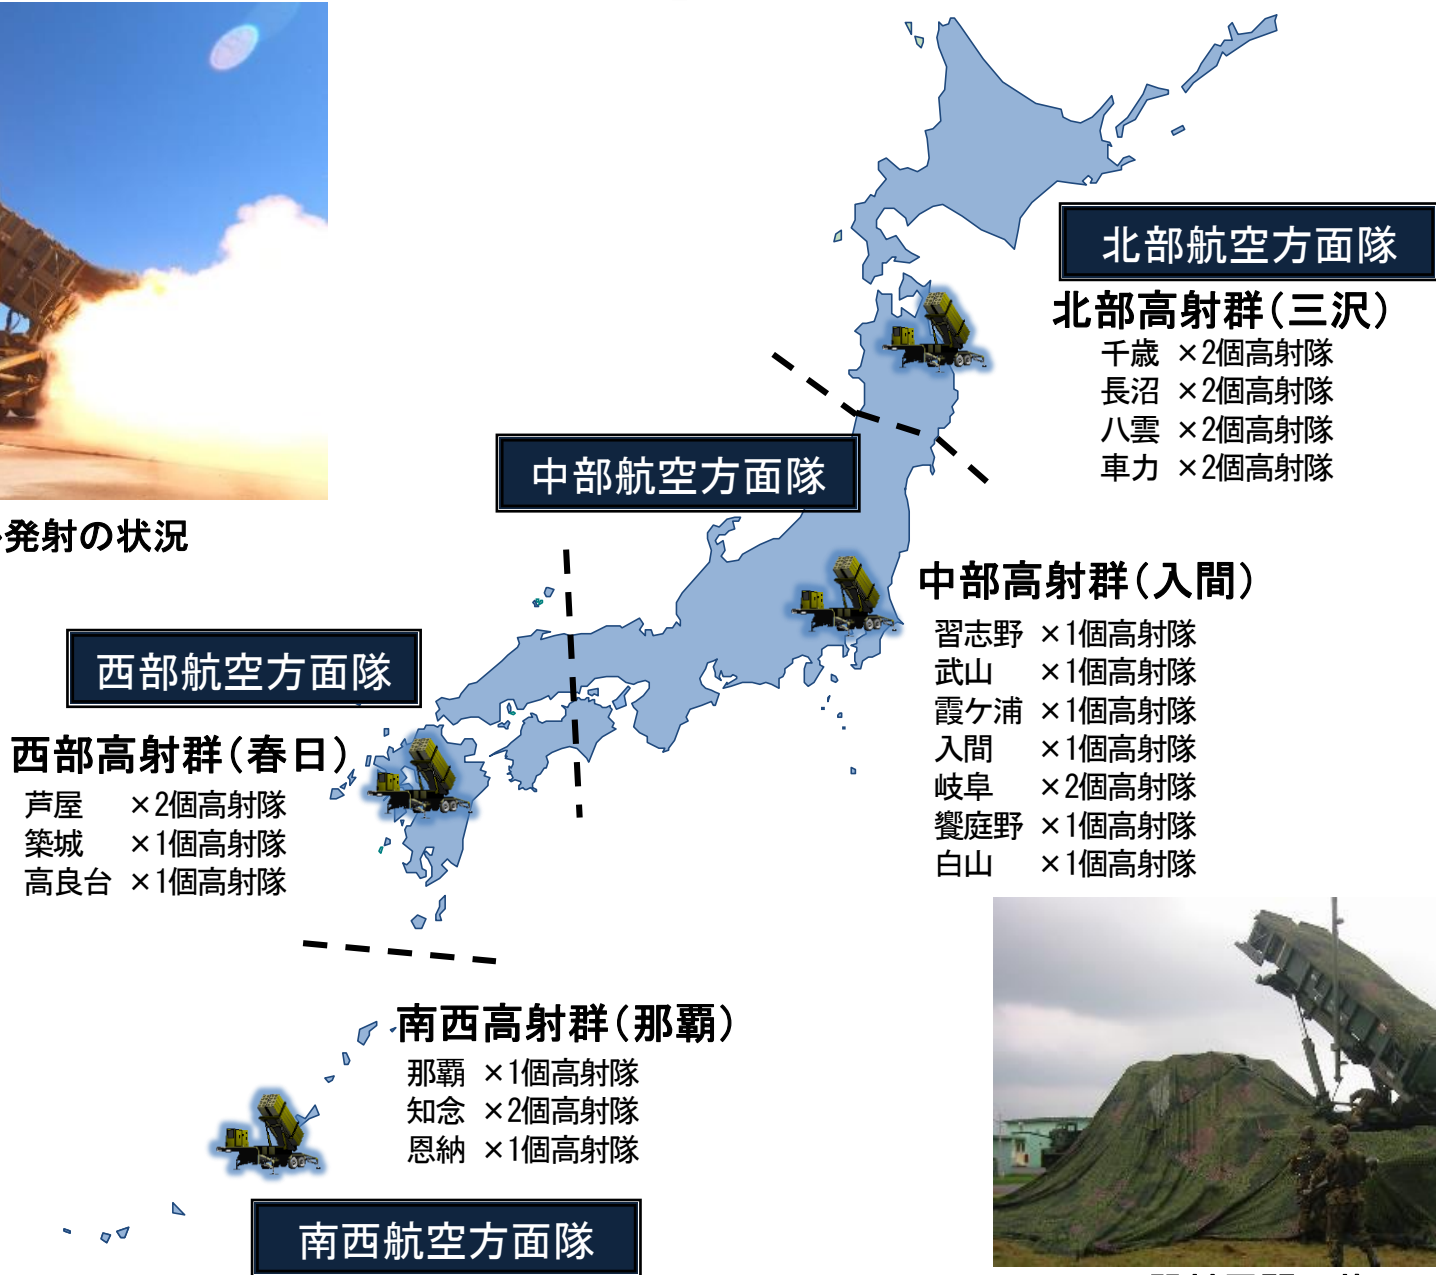 北部航空方面隊
北部高射群(三沢)
千歳 ×2個高射隊
長沼 ×2個高射隊
八雲 ×2個高射隊
車力 ×2個高射隊
中部航空方面隊
発射の状況
中部高射群(入間)
習志野 ×1個高射隊
武山 ×1個高射隊
霞ケ浦 ×1個高射隊
入間 ×1個高射隊
岐阜 ×2個高射隊
饗庭野 ×1個高射隊
白山 ×1個高射隊
西部航空方面隊
西部高射群(春日)
芦屋 ×2個高射隊
築城 ×1個高射隊
高良台 ×1個高射隊
南西高射群(那覇)
那覇 ×1個高射隊
知念 ×2個高射隊
恩納 ×1個高射隊
南西航空方面隊